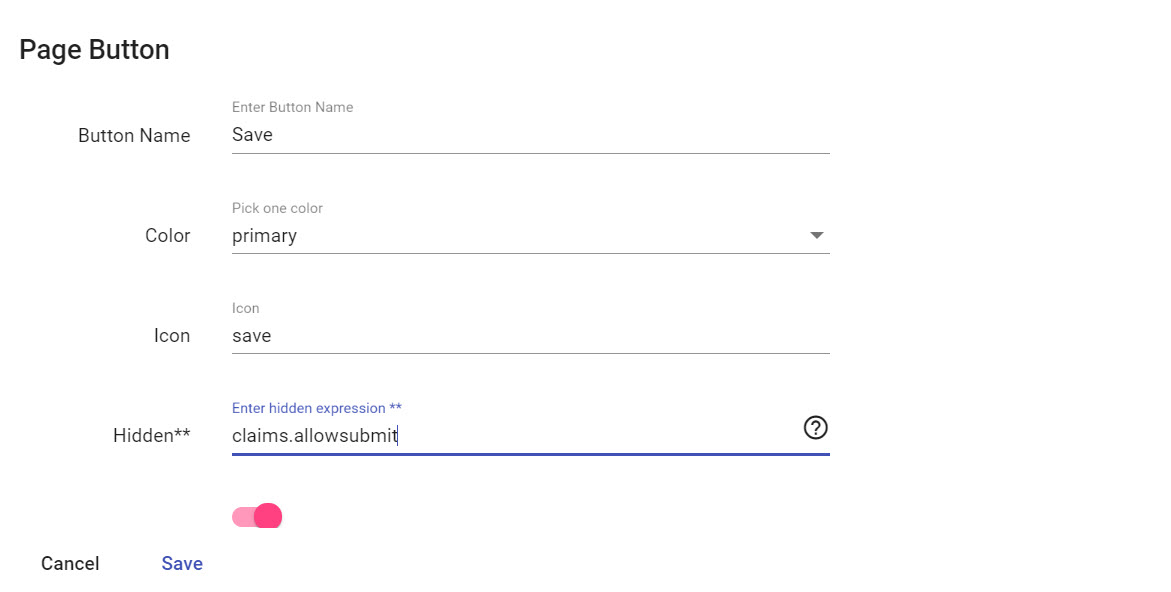 Page Button
Enter Button Name
Button Name
Save
Pick one color
Color
primary
Icon
Icon
save
Enter hidden expression **
Hidden**
claims.allowsubmit
?
Cancel
Save